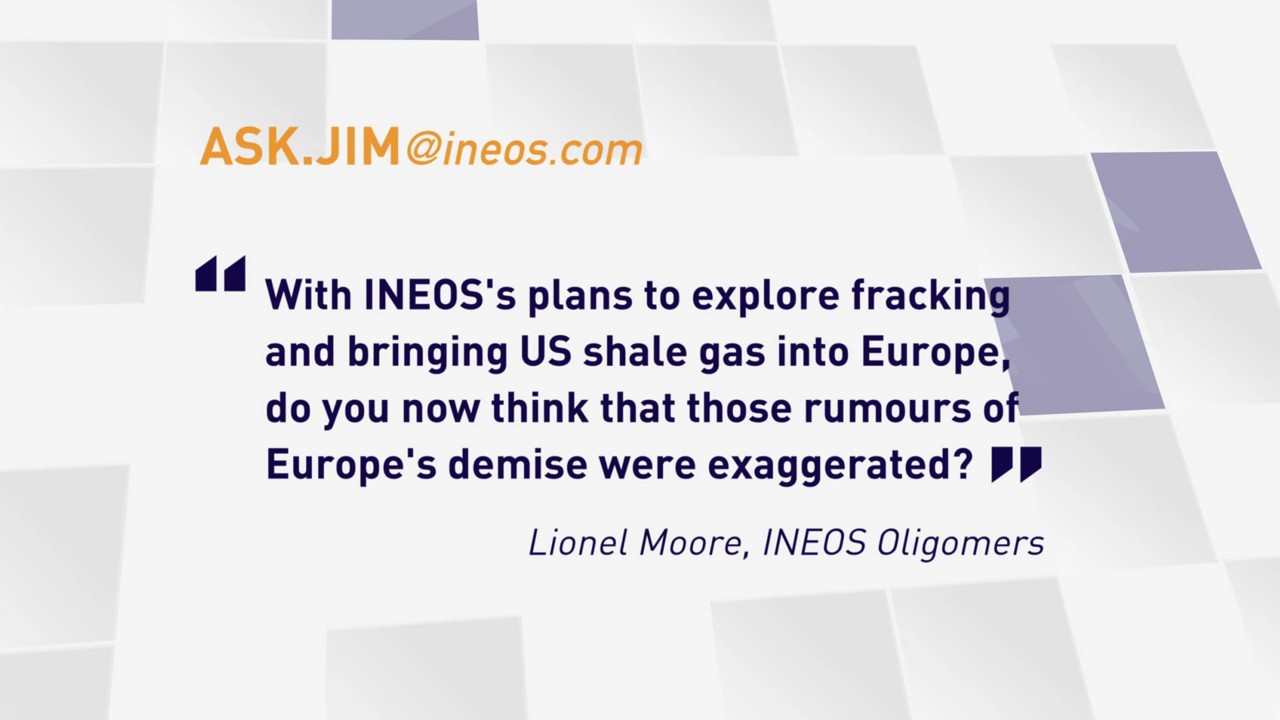 ASK.JIM@ineos.com
" With INEOS's plans to explore fracking
and bringing US shale gas into Europe,
do you now think that those rumours of
Europe's demise were exaggerated? "
Lionel Moore, INEOS Oligomers